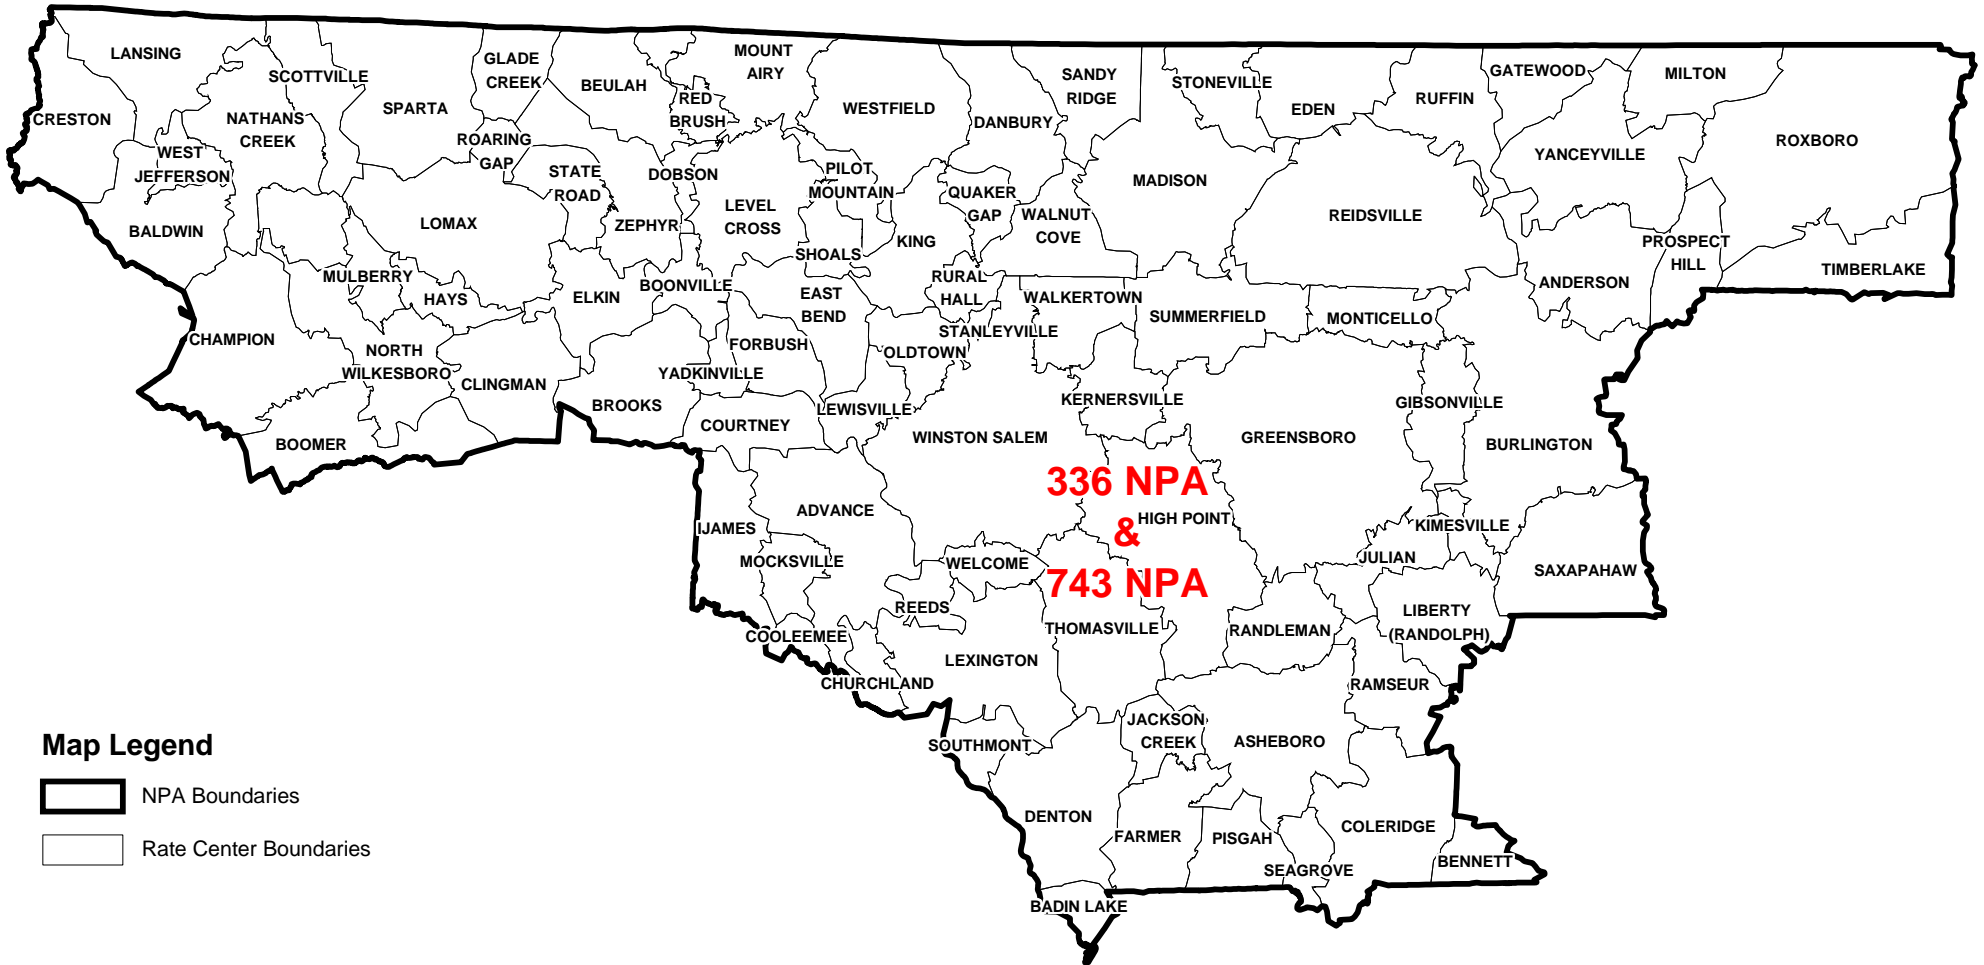 LANSING
SCOTTVILLE
GLADE
CREEK
BEULAH
MOUNT
AIRY
RED
BRUSH
WESTFIELD
SANDY
RIDGE
STONEVILLE
EDEN
RUFFIN
GATEWOOD
MILTON
CRESTON
NATHANS
CREEK
SPARTA
ROARING
GAP
DANBURY
YANCEYVILLE
ROXBORO
WEST
JEFFERSON
STATE
ROAD
DOBSON
PILOT
MOUNTAIN
QUAKER
GAP
MADISON
BALDWIN
LOMAX
ZEPHYR
LEVEL
CROSS
SHOALS
KING
WALNUT
COVE
REIDSVILLE
PROSPECT
HILL
TIMBERLAKE
MULBERRY
HAYS
ELKIN
BOONVILLE
EAST
BEND
RURAL
HALL
WALKERTOWN
SUMMERFIELD
MONTICELLO
ANDERSON
CHAMPION
NORTH
WILKESBORO
CLINGMAN
BROOKS
YADKINVILLE
FORBUSH
OLDTOWN
STANLEYVILLE
BOOMER
COURTNEY
LEWISVILLE
WINSTON SALEM
KERNERSVILLE
GREENSBORO
GIBSONVILLE
BURLINGTON
336 NPA
&
743 NPA
HIGH POINT
IJAMES
ADVANCE
MOCKSVILLE
WELCOME
KIMESVILLE
JULIAN
SAXAPAHAW
REEDS
COOLEEMEE
CHURCHLAND
LEXINGTON
THOMASVILLE
RANDLEMAN
LIBERTY
(RANDOLPH)
RAMSEUR
SOUTHMONT
JACKSON
CREEK
ASHEBORO
DENTON
FARMER
PISGAH
SEAGROVE
COLERIDGE
BENNETT
BADIN LAKE
Map Legend
NPA Boundaries
Rate Center Boundaries